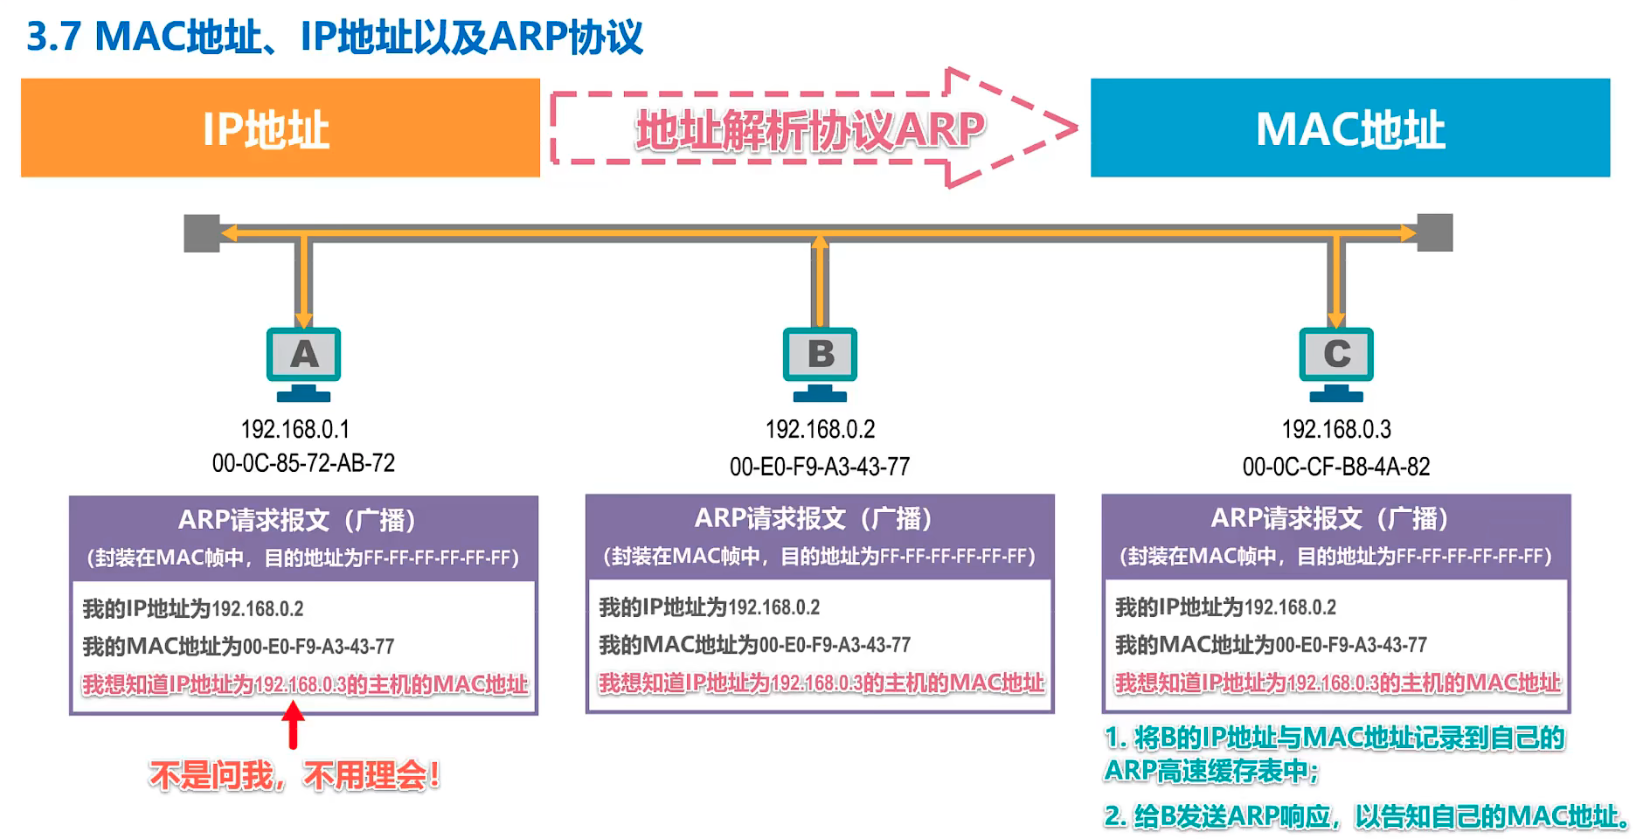 3.7 MAC地址、IP地址以及ARP协议
IP地址
地址解析协议ARP
MAC地址
A
B
C
192.168.0.1
00-0C-85-72-AB-72
192.168.0.2
00-E0-F9-A3-43-77
192.168.0.3
00-0C-CF-B8-4A-82
ARP请求报文（广播）
（封装在MAC帧中，目的地址为FF-FF-FF-FF-FF-FF）
我的IP地址为192.168.0.2
我的MAC地址为00-E0-F9-A3-43-77
我想知道IP地址为192.168.0.3的主机的MAC地址
不是问我，不用理会！
ARP请求报文（广播）
（封装在MAC帧中，目的地址为FF-FF-FF-FF-FF-FF）
我的IP地址为192.168.0.2
我的MAC地址为00-E0-F9-A3-43-77
我想知道IP地址为192.168.0.3的主机的MAC地址
ARP请求报文（广播）
（封装在MAC帧中，目的地址为FF-FF-FF-FF-FF-FF）
我的IP地址为192.168.0.2
我的MAC地址为00-E0-F9-A3-43-77
我想知道IP地址为192.168.0.3的主机的MAC地址
1. 将B的IP地址与MAC地址记录到自己的
ARP高速缓存表中；
2. 给B发送ARP响应，以告知自己的MAC地址。